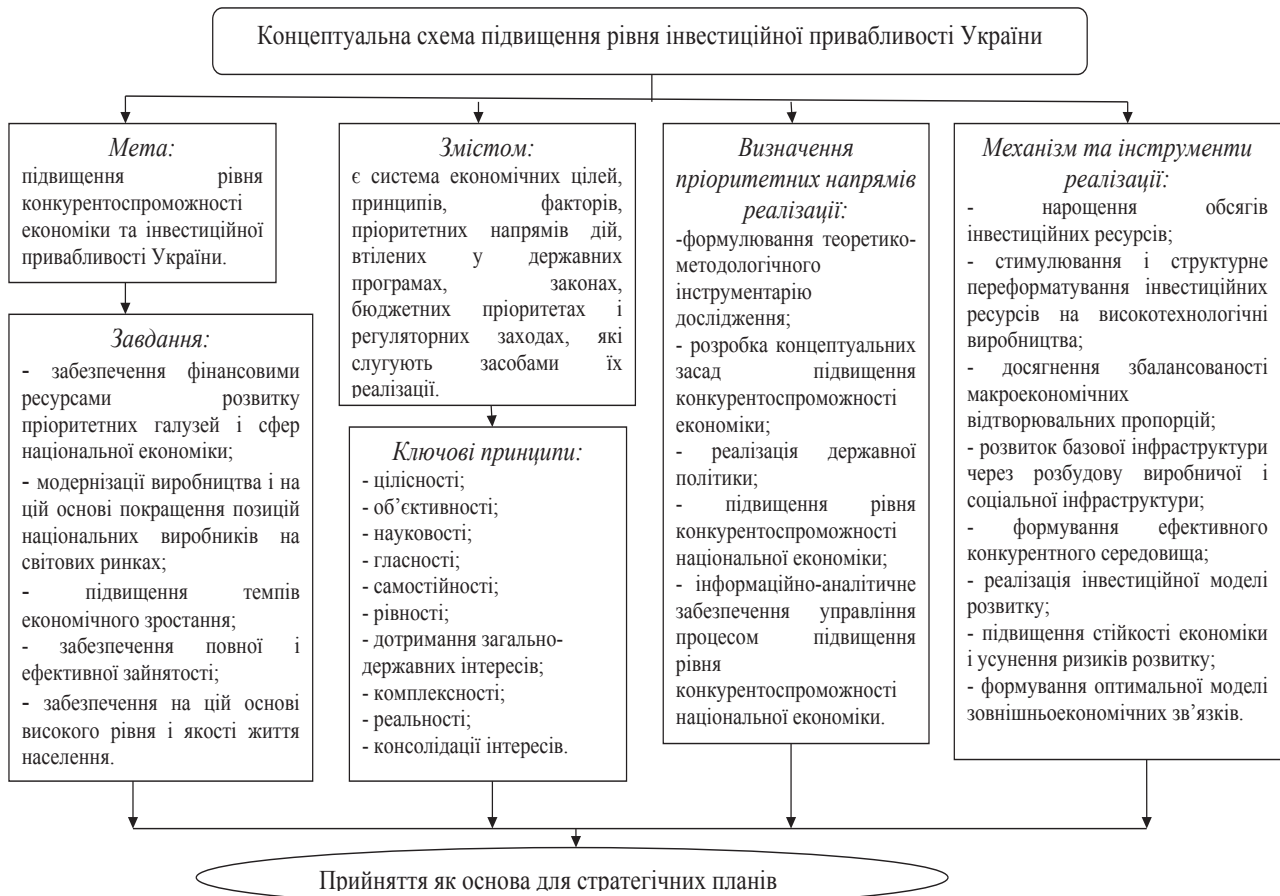 Концептуальна схема підвищення рівня інвестиційної привабливості України
Мета:
підвищення рівня
конкурентоспроможності
економіки та інвестиційної
привабливості України.
Завдання:
- забезпечення фінансовими
ресурсами розвитку
пріоритетних галузей і сфер
національної економіки;
- модернізації виробництва і на
цій основі покращення позицій
національних виробників на
світових ринках;
- підвищення темпів
економічного зростання;
- забезпечення повної і
ефективної зайнятості;
- забезпечення на цій основі
високого рівня і якості життя
населення.
Змістом:
є система економічних цілей,
принципів, факторів,
пріоритетних напрямів дій,
втілених у державних
програмах, законах,
бюджетних пріоритетах і
регуляторних заходах, які
слугують засобами їх
реалізації.
Ключові принципи:
- цілісності;
- об’єктивності;
- науковості;
- гласності;
- самостійності;
- рівності;
- дотримання загально-
державних інтересів;
- комплексності;
- реальності;
- консолідації інтересів.
Визначення
пріоритетних напрямів
реалізації:
-формулювання теоретико-
методологічного
інструментарію
дослідження;
- розробка концептуальних
засад підвищення
конкурентоспроможності
економіки;
- реалізація державної
політики;
- підвищення рівня
конкурентоспроможності
національної економіки;
- інформаційно-аналітичне
забезпечення управління
процесом підвищення
рівня
конкурентоспроможності
національної економіки.
Механізм та інструменти
реалізації:
- нарощення обсягів
інвестиційних ресурсів;
- стимулювання і структурне
переформатування інвестиційних
ресурсів на високотехнологічні
виробництва;
- досягнення збалансованості
макроекономічних
відтворювальних пропорцій;
- розвиток базової інфраструктури
через розбудову виробничої і
соціальної інфраструктури;
- формування ефективного
конкурентного середовища;
- реалізація інвестиційної моделі
розвитку;
- підвищення стійкості економіки
і усунення ризиків розвитку;
- формування оптимальної моделі
зовнішньоекономічних зв’язків.
Прийняття як основа для стратегічних планів